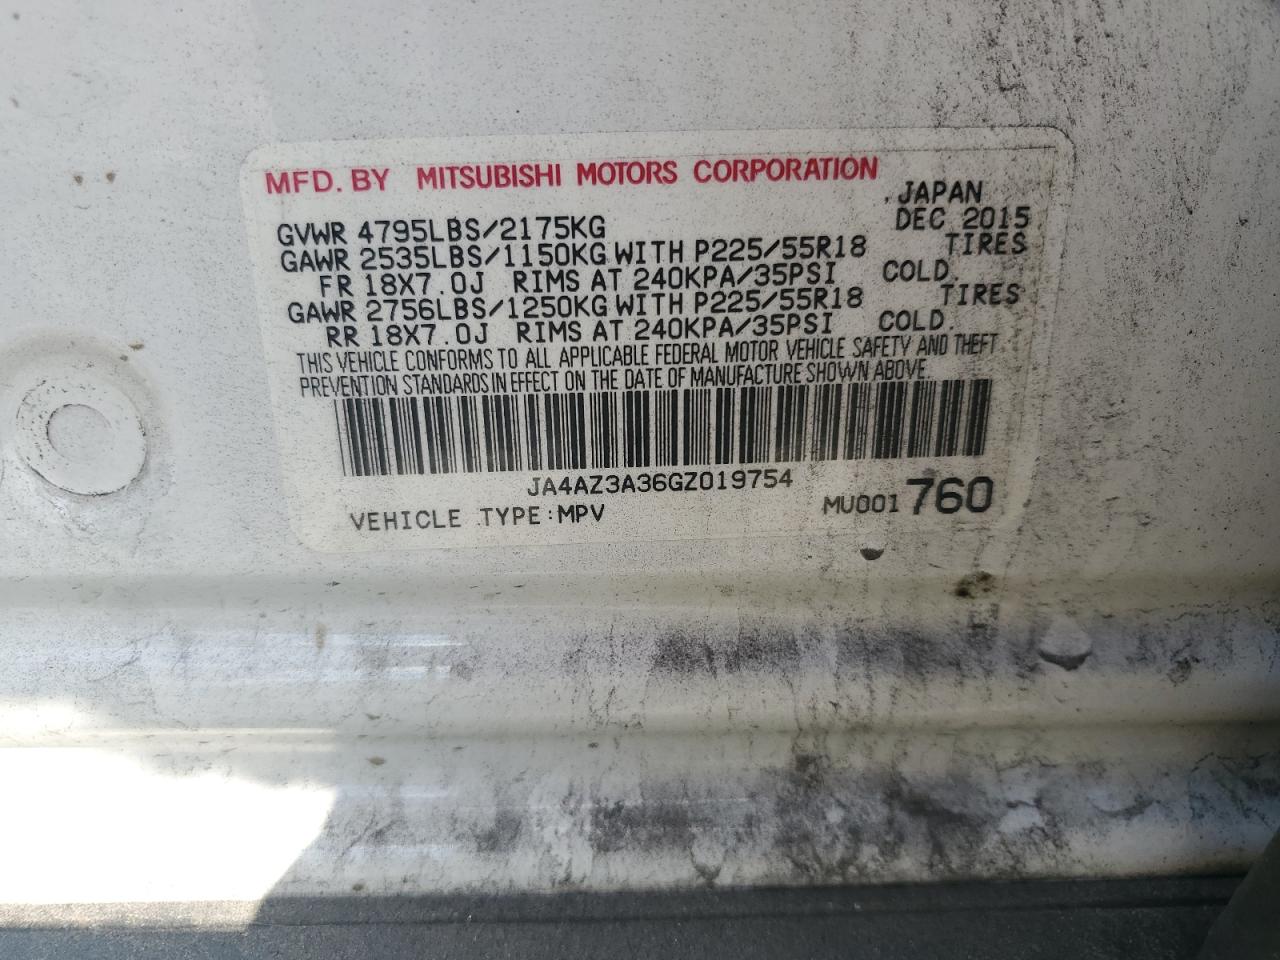 MFD. BY MITSUBISHI MOTORS CORPORATION
JAPAN
GVWR 4795LBS/2175KG DEC 2015
GAWR 2535LBS/1150KG WITH P225/55R18 TIRES
FR 18X7.0J RIMS AT 240KPA/35PSI COLD.
GAWR 2756LBS/1250KG WITH P225/55R18 TIRES
RR 18X7.0J RIMS AT 240KPA/35PSI COLD.
THIS VEHICLE CONFORMS TO ALL APPLICABLE FEDERAL MOTOR VEHICLE SAFETY AND THEFT
PREVENTION STANDARDS IN EFFECT ON THE DATE OF MANUFACTURE SHOWN ABOVE.
JA4AZ3A36GZ019754
VEHICLE TYPE:MPV MU001760